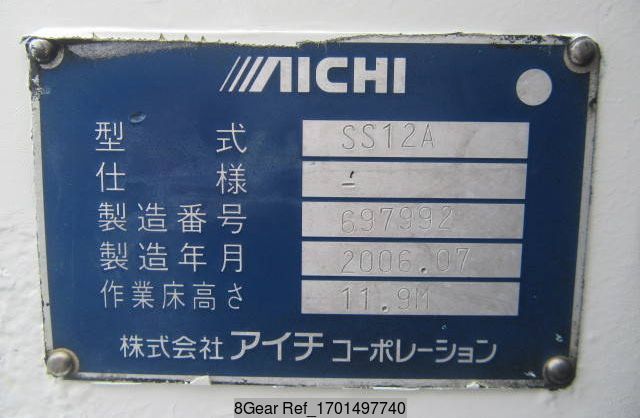 AICHI
型式 SS12A
仕様 -
製造番号 697992
製造年月 2006.07
作業床高さ 11.9M
株式会社 アイチ コーポレーション
8Gear Ref_1701497740